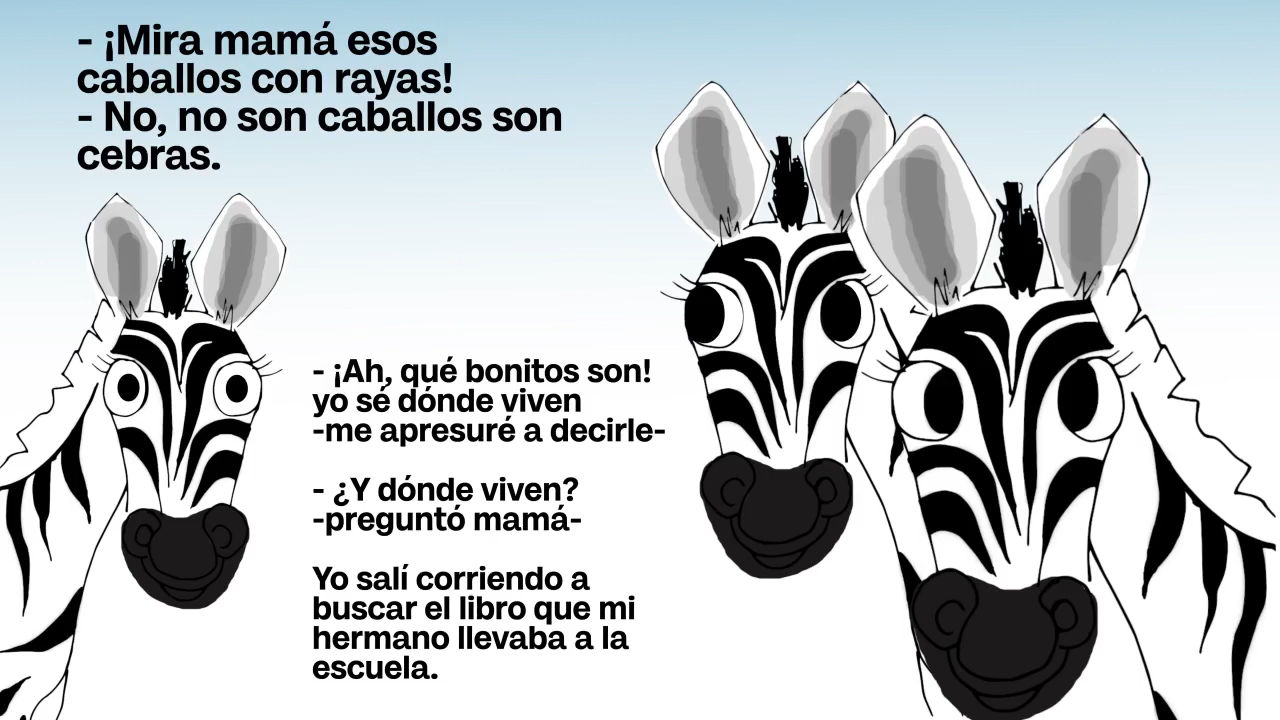 - ¡Mira mamá esos
caballos con rayas!
- No, no son caballos son
cebras.
- ¡Ah, qué bonitos son!
yo sé dónde viven
-me apresuré a decirle-
- ¿Y dónde viven?
-preguntó mamá-
Yo salí corriendo a
buscar el libro que mi
hermano llevaba a la
escuela.